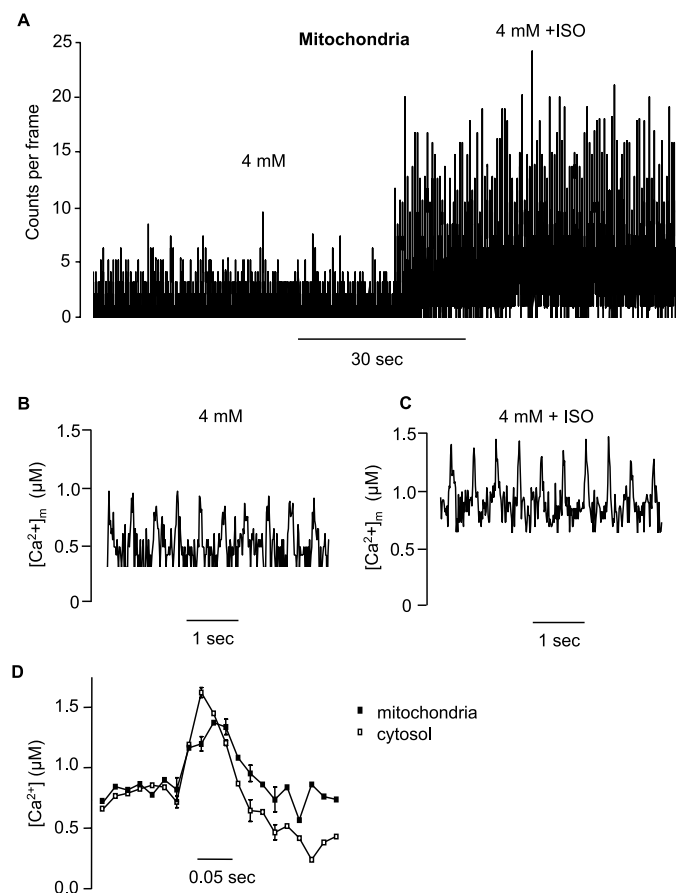 A
Mitochondria
4 mM +ISO
4 mM
Counts per frame
25
20
15
10
5
0
30 sec
B
4 mM
[Ca²⁺]ₘ (μM)
1.5
1.0
0.5
0
1 sec
C
4 mM + ISO
[Ca²⁺]ₘ (μM)
1.5
1.0
0.5
0
1 sec
D
[Ca²⁺] (μM)
1.5
1.0
0.5
0.0
0.05 sec
mitochondria
cytosol